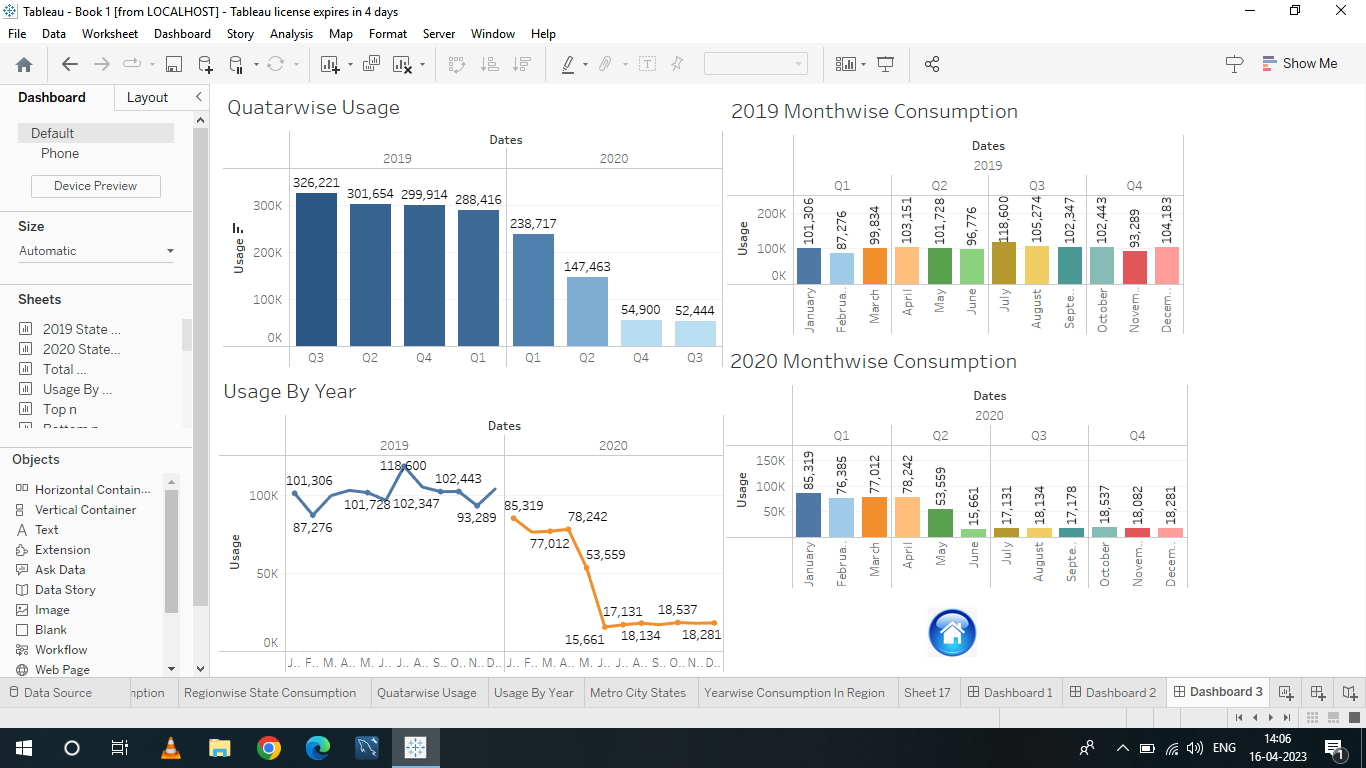 Tableau - Book 1 [from LOCALHOST] - Tableau license expires in 4 days
File Data Worksheet Dashboard Story Analysis Map Format Server Window Help
Show Me
Dashboard Layout
Default
Phone
Device Preview
Size
Automatic
Sheets
2019 State ...
2020 State...
Total ...
Usage By ...
Top n
Bottom n
Objects
Horizontal Contain...
Vertical Container
Text
Extension
Ask Data
Data Story
Image
Blank
Workflow
Web Page
Quatarwise Usage
Dates
2019 2020
326,221 301,654 299,914 288,416 238,717 147,463 54,900 52,444
Usage
300K
200K
100K
0K
Q3 Q2 Q4 Q1 Q1 Q2 Q4 Q3
2019 Monthwise Consumption
Dates
2019
Q1 Q2 Q3 Q4
101,306 87,276 99,834 103,151 101,728 96,776 118,600 105,274 102,347 102,443 93,289 104,183
Usage
200K
100K
0K
January Februa.. March April May June July August Septe.. October Novem.. Decem..
Usage By Year
Dates
2019 2020
101,306 87,276 101,728 118,600 102,347 102,443 93,289
85,319 77,012 78,242 53,559 15,661 17,131 18,134 18,537 18,281
Usage
100K
50K
0K
J.. F.. M. A.. M. J.. J.. A.. S.. O.. N.. D.. J.. F.. M. A.. M. J.. J.. A.. S.. O.. N.. D..
2020 Monthwise Consumption
Dates
2020
Q1 Q2 Q3 Q4
85,319 76,385 77,012 78,242 53,559 15,661 17,131 18,134 17,178 18,537 18,082 18,281
Usage
150K
100K
50K
January Februa.. March April May June July August Septe.. October Novem.. Decem..
Data Source nption Regionwise State Consumption Quatarwise Usage Usage By Year Metro City States Yearwise Consumption In Region Sheet 17 Dashboard 1 Dashboard 2 Dashboard 3
ENG
14:06
16-04-2023
1